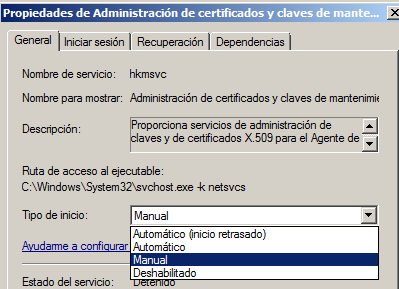 Propiedades de Administración de certificados y claves de mante...
General Iniciar sesión Recuperación Dependencias
Nombre de servicio: hkmsvc
Nombre para mostrar: Administración de certificados y claves de mantenimie
Descripción: Proporciona servicios de administración de
claves y de certificados X.509 para el Agente de
Ruta de acceso al ejecutable:
C:\Windows\System32\svchost.exe -k netsvcs
Tipo de inicio: Manual
Automático (inicio retrasado)
Ayudarme a configurar Automático
Manual
Deshabilitado
Estado del servicio: Detenido